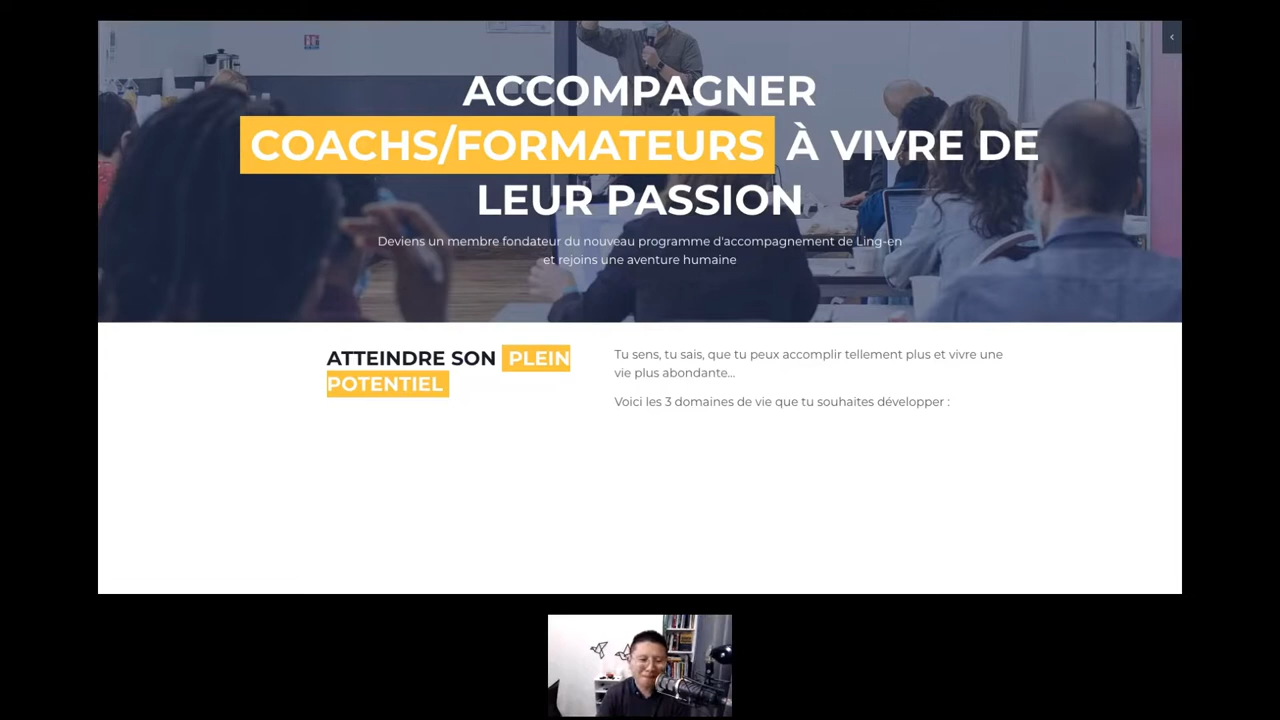 ACCOMPAGNER
COACHS/FORMATEURS À VIVRE DE
LEUR PASSION
Deviens un membre fondateur du nouveau programme d'accompagnement de Ling-en
et rejoins une aventure humaine
ATTEINDRE SON PLEIN
POTENTIEL
Tu sens, tu sais, que tu peux accomplir tellement plus et vivre une
vie plus abondante...
Voici les 3 domaines de vie que tu souhaites développer :